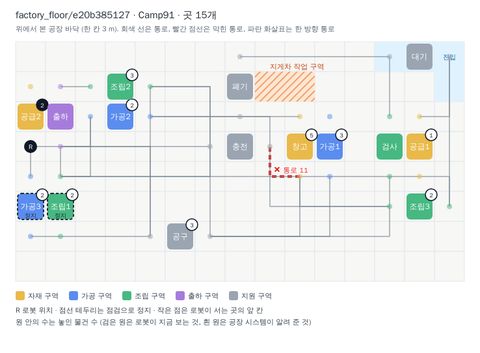 factory_floor/e20b385127 · Camp91 · 곳 15개
위에서 본 공장 바닥 (한 칸 3 m). 회색 선은 통로, 빨간 점선은 막힌 통로, 파란 화살표는 한 방향 통로
대기
진입
지게차 작업 구역
3
조립2
폐기
2
공급2
출하
2
가공2
R
충전
5
창고
3
가공1
검사
1
공급1
✕ 통로 11
2
가공3
정지
2
조립1
정지
2
조립3
3
공구
자재 구역
가공 구역
조립 구역
출하 구역
지원 구역
R 로봇 위치 · 점선 테두리는 점검으로 정지 · 작은 점은 로봇이 서는 곳의 앞 칸
원 안의 수는 놓인 물건 수 (검은 원은 로봇이 지금 보는 것, 흰 원은 공장 시스템이 알려 준 것)